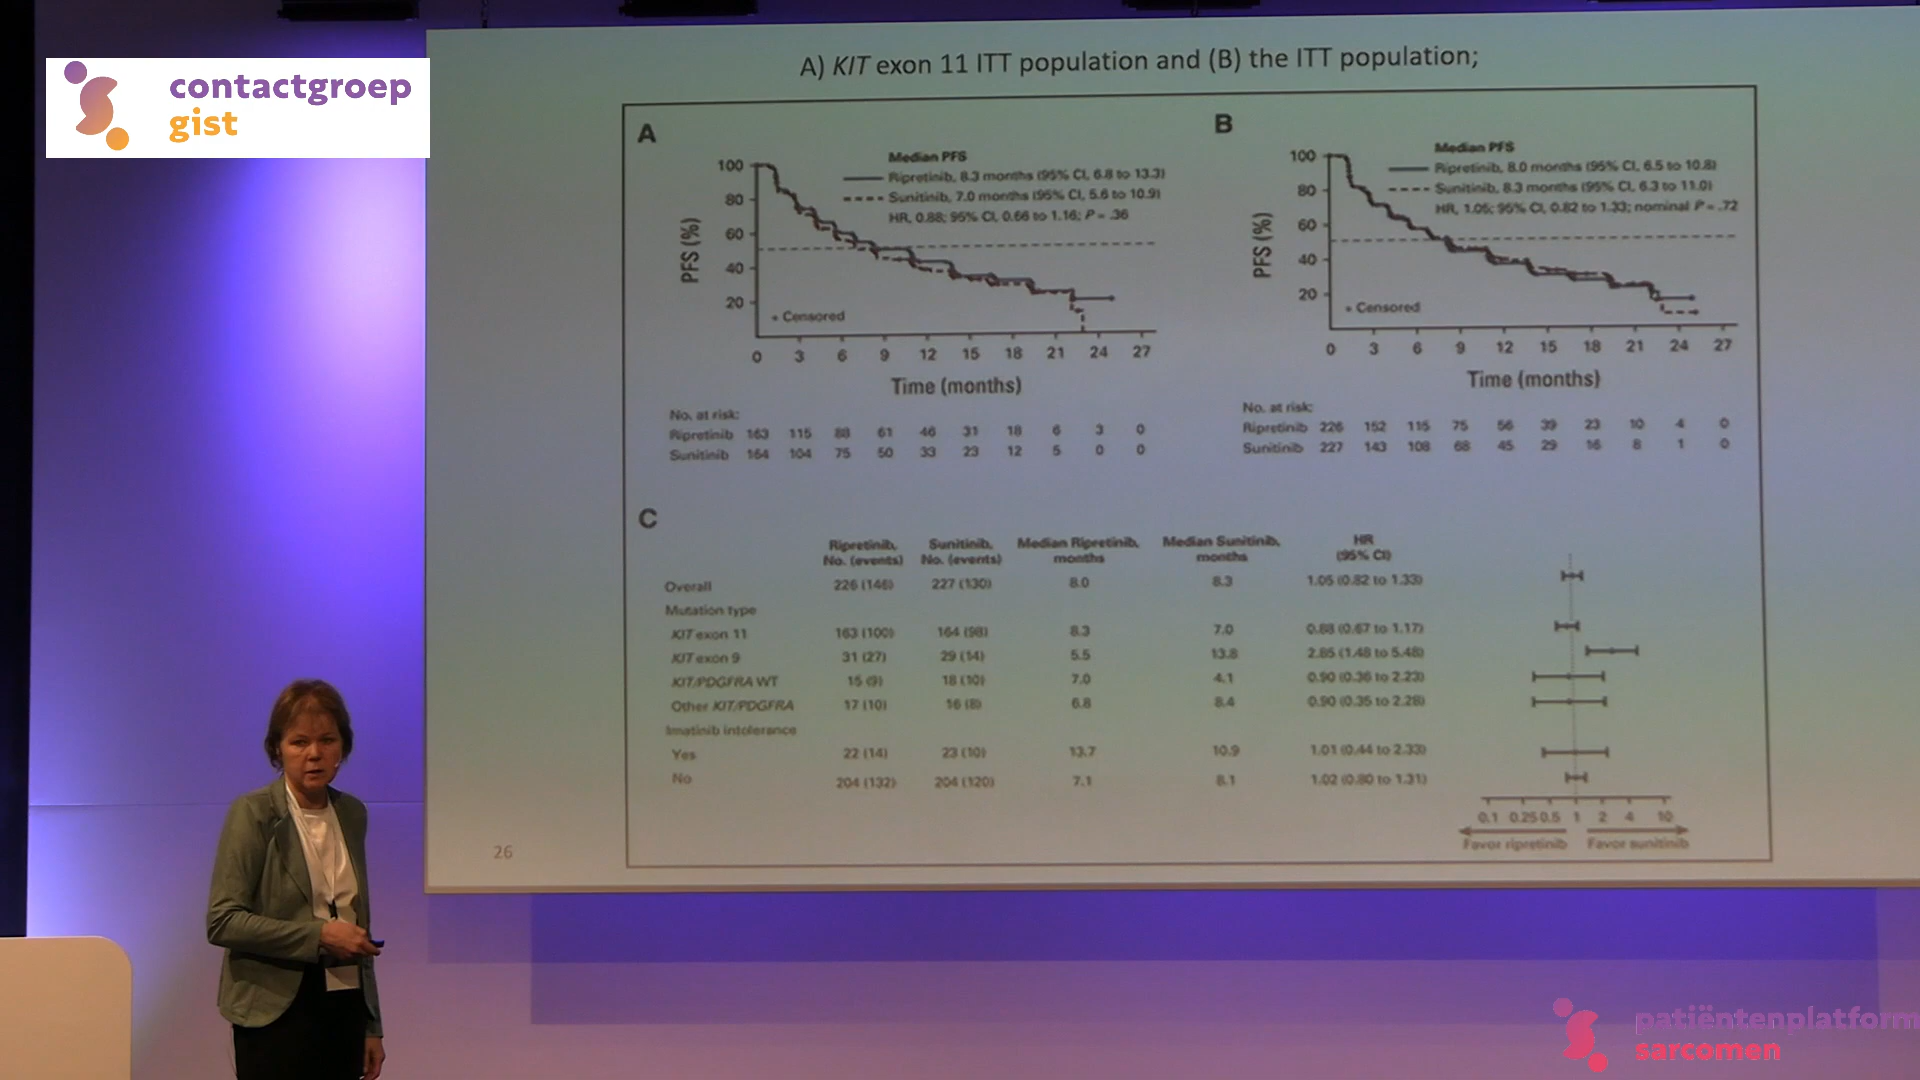 contactgroep
gist
A) KIT exon 11 ITT population and (B) the ITT population;
A
Median PFS
Ripretinib, 8.3 months (95% CI, 6.8 to 13.3)
Sunitinib, 7.0 months (95% CI, 5.6 to 10.9)
HR, 0.88; 95% CI, 0.66 to 1.16; P = .36
PFS (%)
100
80
60
40
20
+ Censored
0 3 6 9 12 15 18 21 24 27
Time (months)
No. at risk:
Ripretinib 163 115 88 61 46 31 18 6 3 0
Sunitinib 164 104 75 50 33 23 12 5 0 0
B
Median PFS
Ripretinib, 8.0 months (95% CI, 6.5 to 10.8)
Sunitinib, 8.3 months (95% CI, 6.3 to 11.0)
HR, 1.05; 95% CI, 0.82 to 1.33; nominal P = .72
PFS (%)
100
80
60
40
20
+ Censored
0 3 6 9 12 15 18 21 24 27
Time (months)
No. at risk:
Ripretinib 226 152 115 75 56 39 23 10 4 0
Sunitinib 227 143 108 68 45 29 16 8 1 0
C
Ripretinib, No. (events) Sunitinib, No. (events) Median Ripretinib, months Median Sunitinib, months HR (95% CI)
Overall 226 (146) 227 (130) 8.0 8.3 1.05 (0.82 to 1.33)
Mutation type
KIT exon 11 163 (100) 164 (98) 8.3 7.0 0.88 (0.67 to 1.17)
KIT exon 9 31 (27) 29 (14) 5.5 13.8 2.85 (1.48 to 5.48)
KIT/PDGFRA WT 15 (9) 18 (10) 7.0 4.1 0.90 (0.36 to 2.23)
Other KIT/PDGFRA 17 (10) 16 (8) 6.8 8.4 0.90 (0.35 to 2.28)
Imatinib intolerance
Yes 22 (14) 23 (10) 13.7 10.9 1.01 (0.44 to 2.33)
No 204 (132) 204 (120) 7.1 8.1 1.02 (0.80 to 1.31)
0.1 0.25 0.5 1 2 4 10
Favor ripretinib Favor sunitinib
26
patiëntenplatform
sarcomen